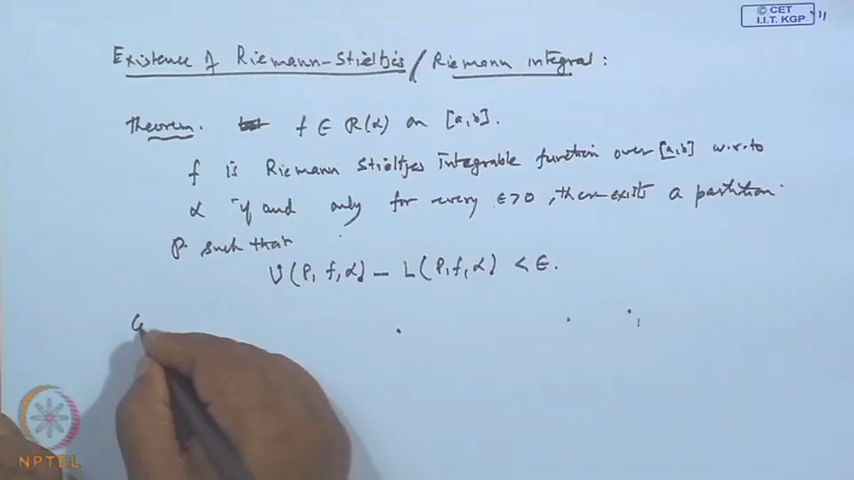 © CET
I.I.T. KGP
Existence of Riemann-Stieltjes / Riemann integral :
Theorem. f ∈ R(α) on [a,b].
f is Riemann Stieltjes integrable function over [a,b] w.r.to
α if and only for every ε>0, there exists a partition
P such that
U(P, f, α) - L(P, f, α) < ε.
NPTEL